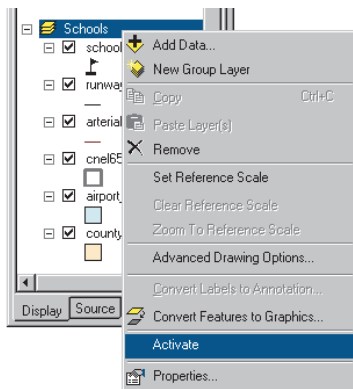 Schools
school
runway
arterial
cnel65
airport_
county
Display Source
Add Data...
New Group Layer
Copy Ctrl+C
Paste Layer(s)
Remove
Set Reference Scale
Clear Reference Scale
Zoom To Reference Scale
Advanced Drawing Options...
Convert Labels to Annotation...
Convert Features to Graphics...
Activate
Properties...